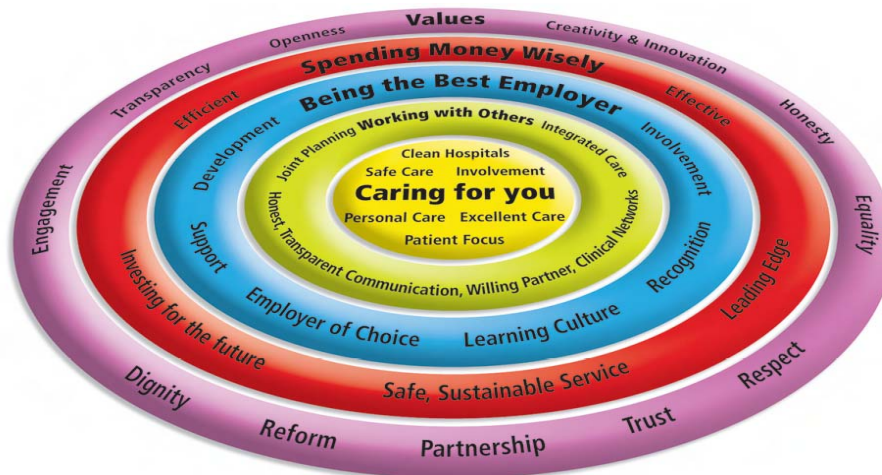 Values
Openness
Creativity & Innovation
Transparency
Honesty
Engagement
Equality
Dignity
Reform
Partnership
Trust
Respect
Spending Money Wisely
Efficient
Effective
Investing for the future
Safe, Sustainable Service
Leading Edge
Being the Best Employer
Development
Involvement
Support
Recognition
Employer of Choice
Learning Culture
Working with Others
Joint Planning
Integrated Care
Honest, Transparent Communication, Willing Partner, Clinical Networks
Clean Hospitals
Safe Care Involvement
Caring for you
Personal Care Excellent Care
Patient Focus